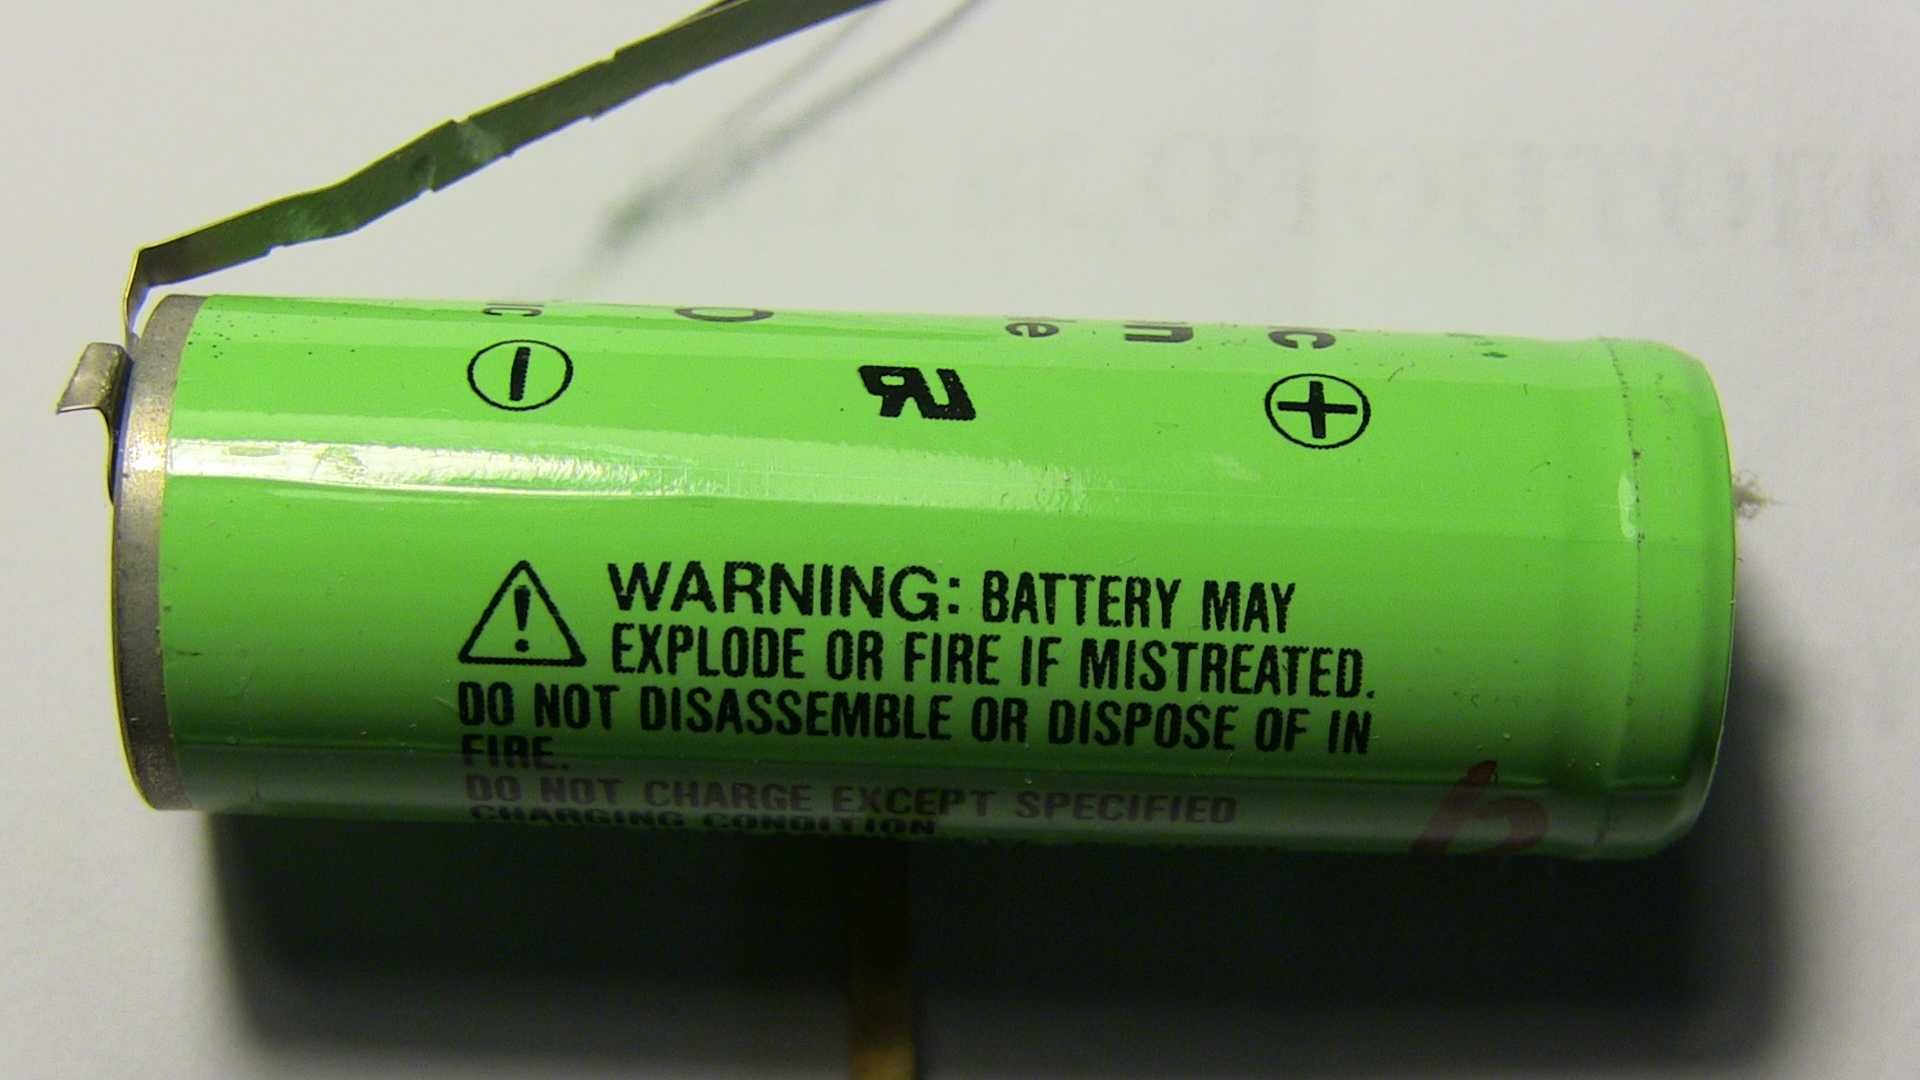 WARNING: BATTERY MAY
EXPLODE OR FIRE IF MISTREATED.
DO NOT DISASSEMBLE OR DISPOSE OF IN
FIRE.
DO NOT CHARGE EXCEPT SPECIFIED
CHARGING CONDITION